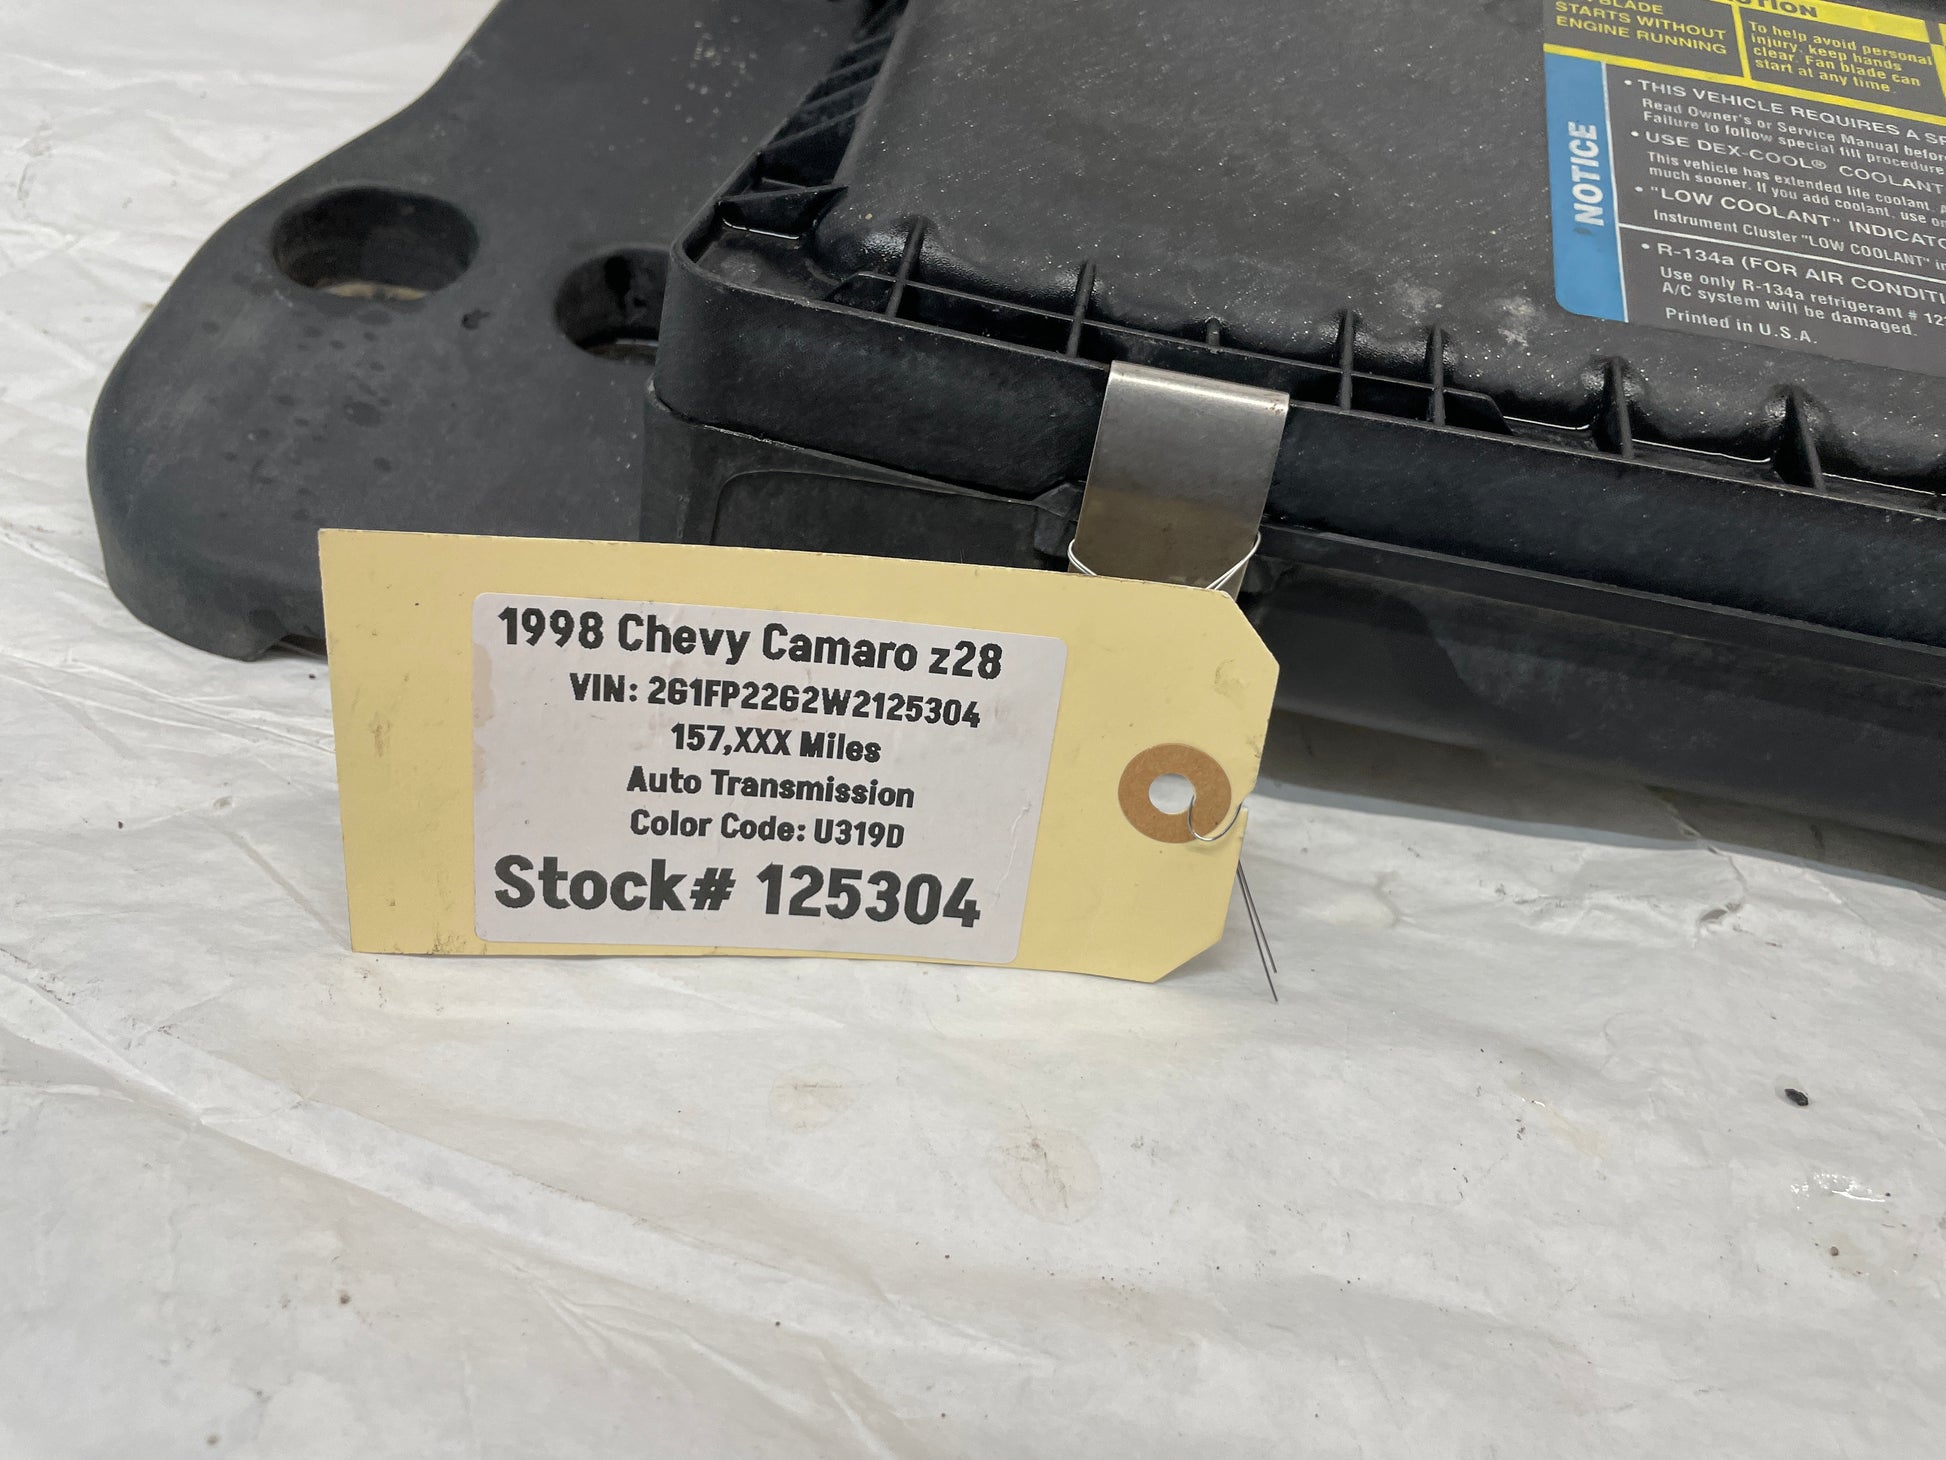 STARTS WITHOUT
ENGINE RUNNING
To help avoid personal
injury, keep hands
clear. Fan blade can
start at any time.
NOTICE
• THIS VEHICLE REQUIRES A
Read Owner's or Service Manual
Failure to follow special fill
• USE DEX-COOL® COOLANT
This vehicle has extended life coolant.
much sooner. If you add coolant, use
• "LOW COOLANT"
Instrument Cluster "LOW COOLANT"
• R-134a (FOR AIR
Use only R-134a refrigerant #
A/C system will be damaged.
Printed in U.S.A.
1998 Chevy Camaro z28
VIN: 2G1FP22G2W2125304
157,XXX Miles
Auto Transmission
Color Code: U319D
Stock# 125304